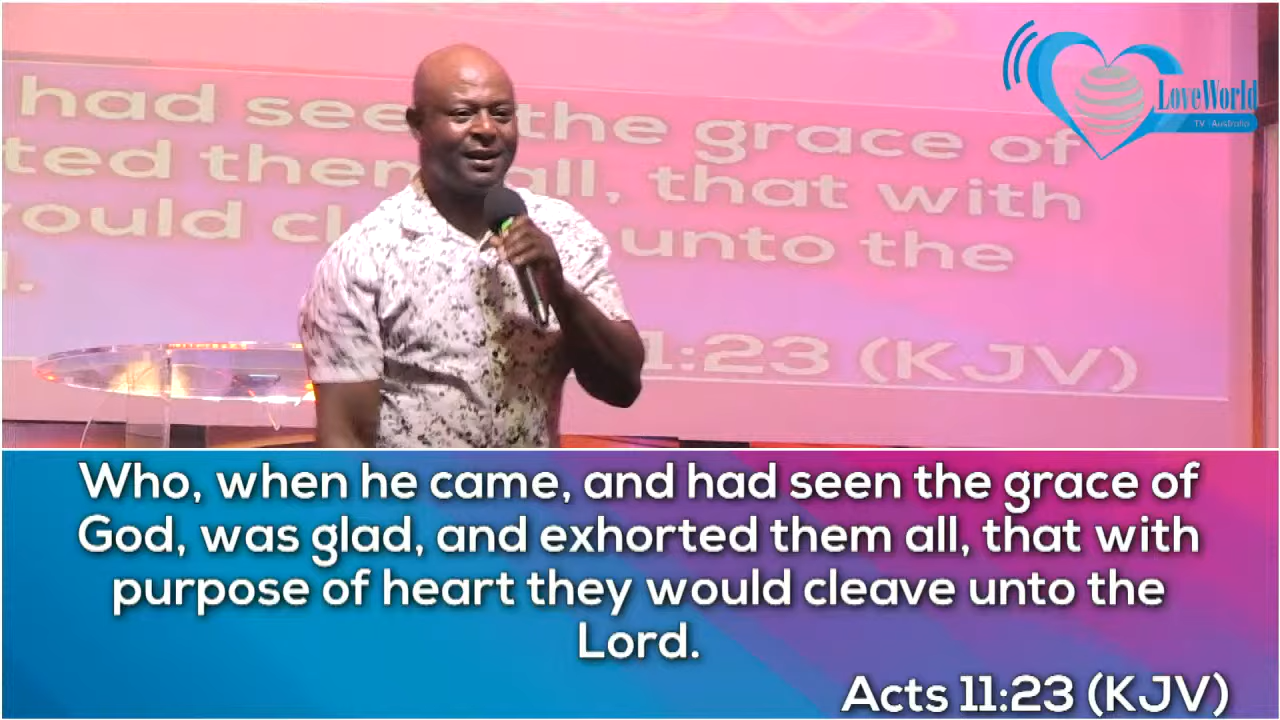 had seen the grace of
ted them all, that with
would cl unto the
1:23 (KJV)
LoveWorld
TV Australia
Who, when he came, and had seen the grace of
God, was glad, and exhorted them all, that with
purpose of heart they would cleave unto the
Lord.
Acts 11:23 (KJV)